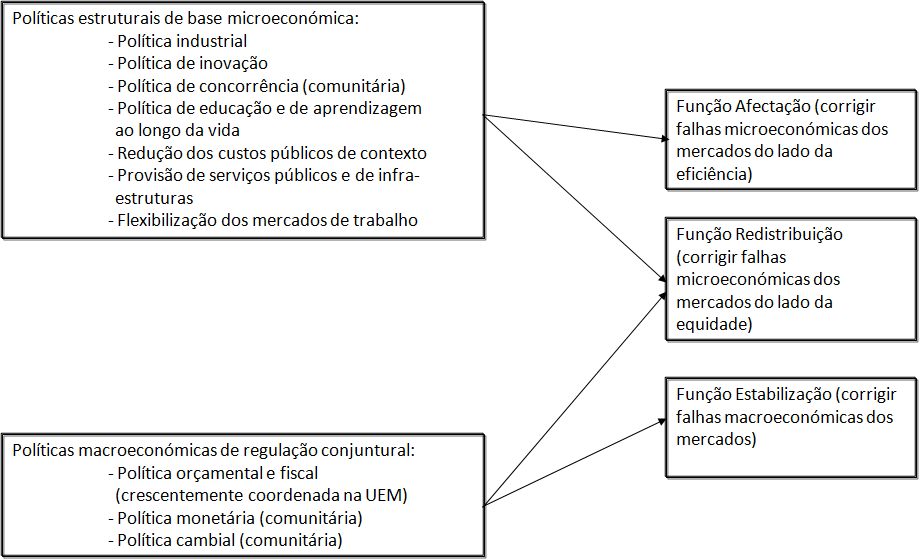 Políticas estruturais de base microeconómica:
- Política industrial
- Política de inovação
- Política de concorrência (comunitária)
- Política de educação e de aprendizagem
ao longo da vida
- Redução dos custos públicos de contexto
- Provisão de serviços públicos e de infra-
estruturas
- Flexibilização dos mercados de trabalho
Função Afectação (corrigir
falhas microeconómicas dos
mercados do lado da
eficiência)
Função Redistribuição
(corrigir falhas
microeconómicas dos
mercados do lado da
equidade)
Função Estabilização (corrigir
falhas macroeconómicas dos
mercados)
Políticas macroeconómicas de regulação conjuntural:
- Política orçamental e fiscal
(crescentemente coordenada na UEM)
- Política monetária (comunitária)
- Política cambial (comunitária)